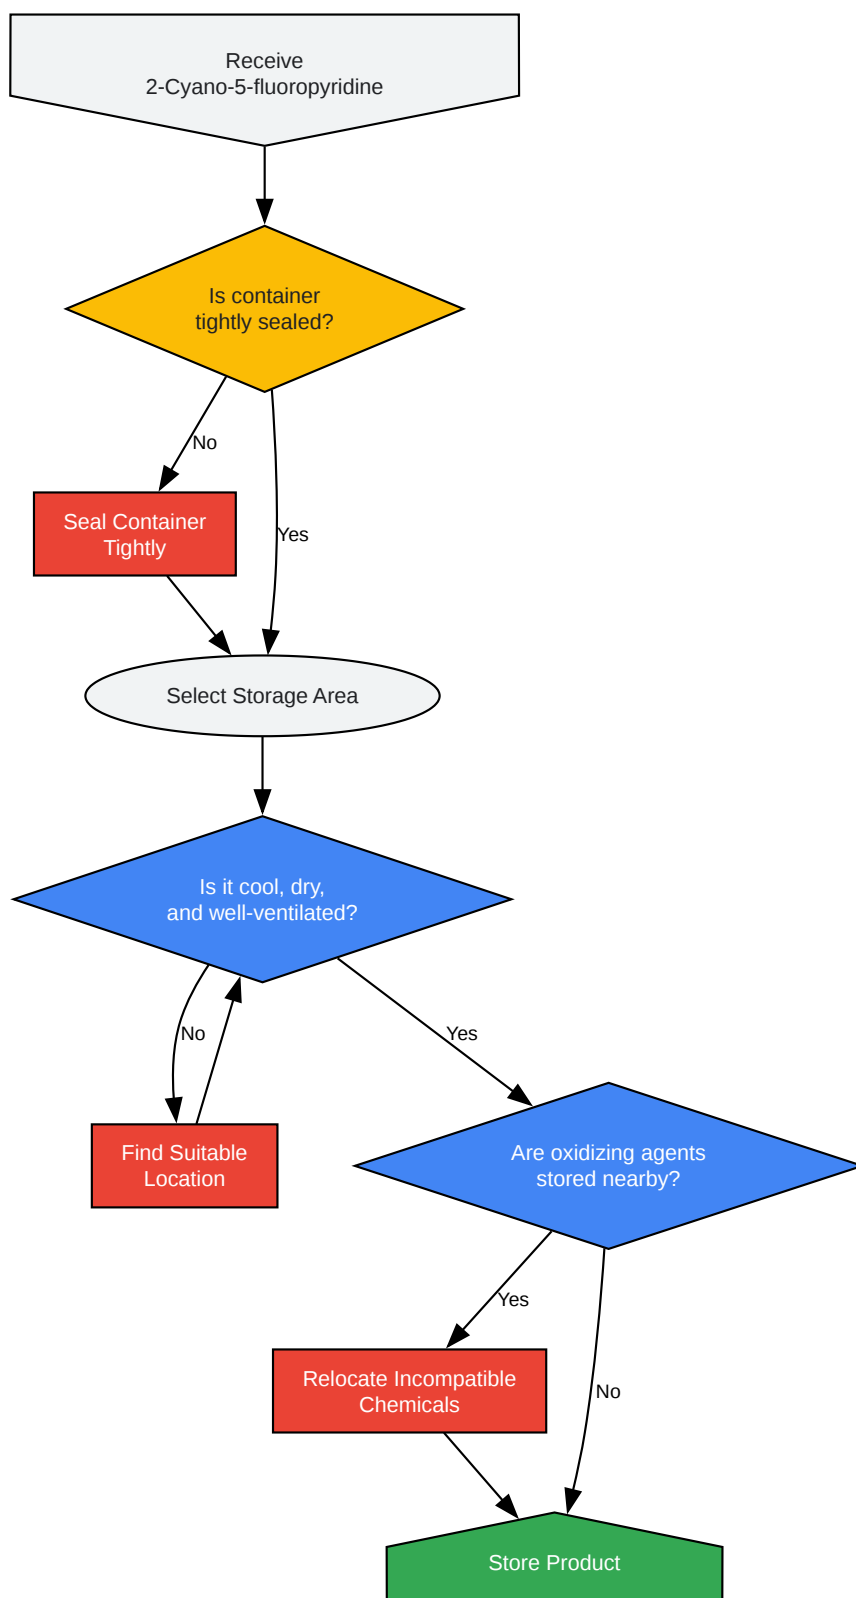 Receive
2-Cyano-5-fluoropyridine
Is container
tightly sealed?
No
Yes
Seal Container
Tightly
Select Storage Area
Is it cool, dry,
and well-ventilated?
No
Yes
Find Suitable
Location
Are oxidizing agents
stored nearby?
Yes
No
Relocate Incompatible
Chemicals
Store Product